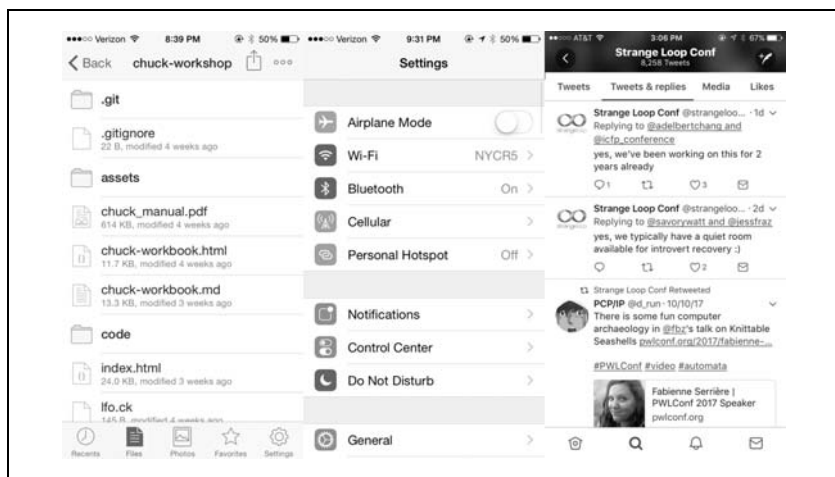 Verizon 8:39 PM 50%
Back chuck-workshop
.git
.gitignore
22 B, modified 4 weeks ago
assets
chuck_manual.pdf
614 KB, modified 4 weeks ago
chuck-workbook.html
11.7 KB, modified 4 weeks ago
chuck-workbook.md
13.3 KB, modified 3 weeks ago
code
index.html
24.0 KB, modified 3 weeks ago
lfo.ck
145 B, modified 4 weeks ago
Recents Files Photos Favorites Settings
Verizon 9:31 PM 50%
Settings
Airplane Mode
Wi-Fi NYCR5
Bluetooth On
Cellular
Personal Hotspot Off
Notifications
Control Center
Do Not Disturb
General
AT&T 3:06 PM 67%
Strange Loop Conf
8,258 Tweets
Tweets Tweets & replies Media Likes
Strange Loop Conf @strangeloo... · 1d
Replying to @adelbertchang and
@icfp_conference
yes, we've been working on this for 2
years already
1 3
Strange Loop Conf @strangeloo... · 2d
Replying to @savorywatt and @jessfraz
yes, we typically have a quiet room
available for introvert recovery :)
2
Strange Loop Conf Retweeted
PCP/IP @d_run · 10/10/17
There is some fun computer
archaeology in @fbz's talk on Knittable
Seashells pwlconf.org/2017/fabienne-...
#PWLConf #video #automata
Fabienne Serrière |
PWLConf 2017 Speaker
pwlconf.org